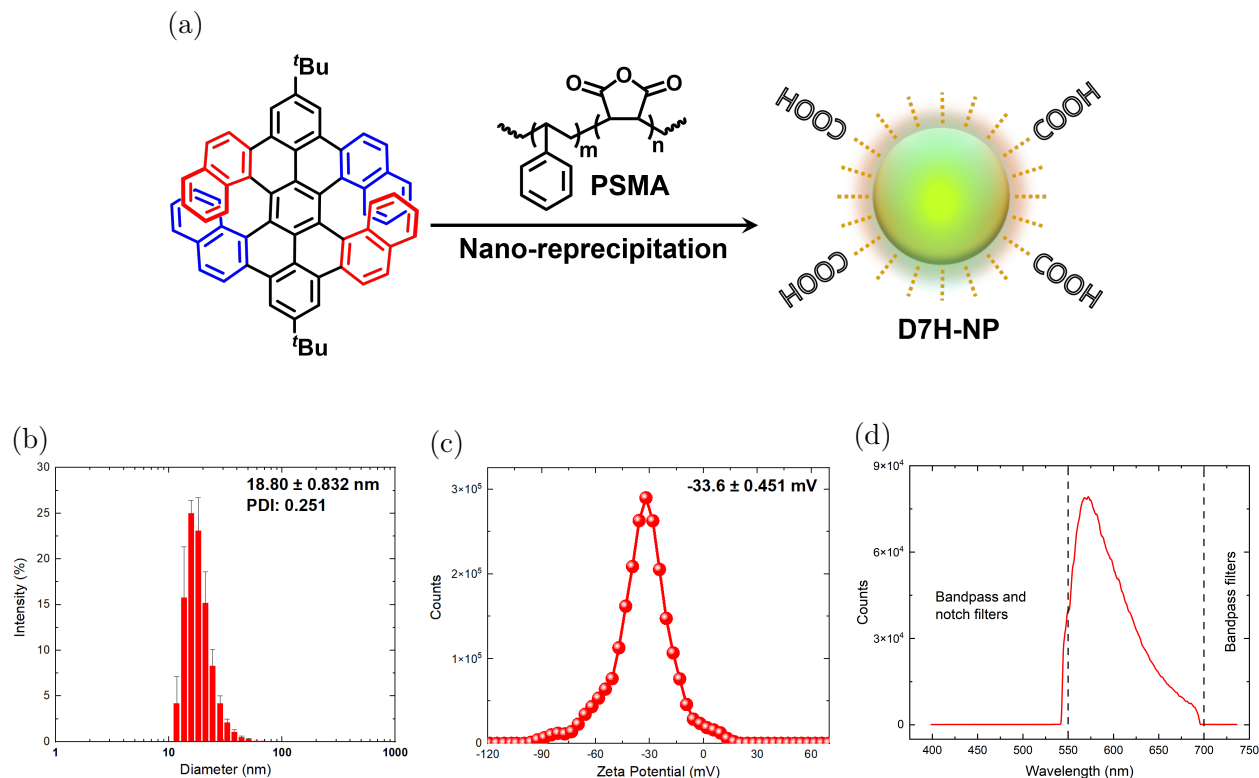 (a)
tBu
O
O
O
m
n
PSMA
Nano-reprecipitation
HOOC
COOH
HOOC
COOH
D7H-NP
tBu
(b)
30
25
20
15
10
5
0
Intensity (%)
18.80 ± 0.832 nm
PDI: 0.251
1
10
100
1000
Diameter (nm)
(c)
3×10⁵
2×10⁵
1×10⁵
0
Counts
-33.6 ± 0.451 mV
-120
-90
-60
-30
0
30
60
Zeta Potential (mV)
(d)
9×10⁴
6×10⁴
3×10⁴
0
Counts
Bandpass and
notch filters
Bandpass filters
400
450
500
550
600
650
700
750
Wavelength (nm)